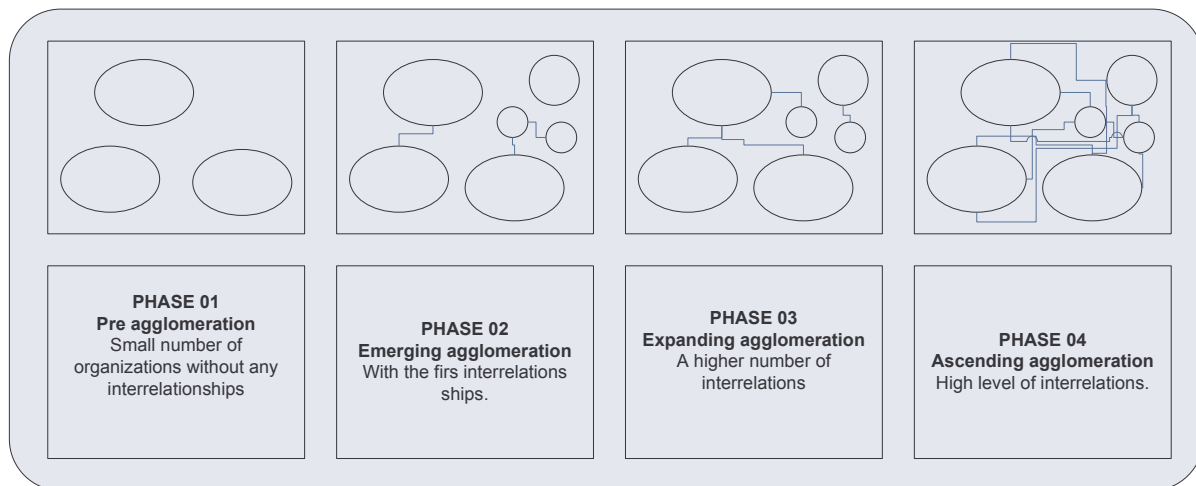 PHASE 01
Pre agglomeration
Small number of
organizations without any
interrelationships
PHASE 02
Emerging agglomeration
With the firs interrelations
ships.
PHASE 03
Expanding agglomeration
A higher number of
interrelations
PHASE 04
Ascending agglomeration
High level of interrelations.